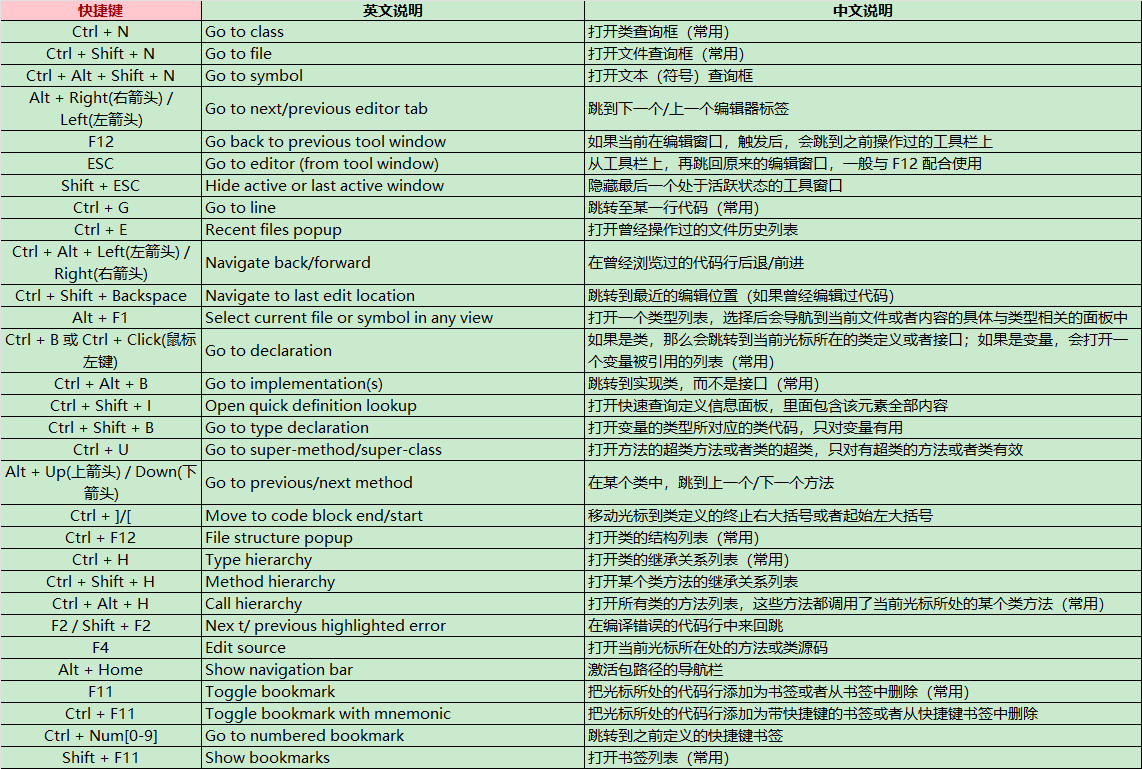 快捷键 英文说明 中文说明
Ctrl + N Go to class 打开类查询框（常用）
Ctrl + Shift + N Go to file 打开文件查询框（常用）
Ctrl + Alt + Shift + N Go to symbol 打开文本（符号）查询框
Alt + Right(右箭头) /
Left(左箭头)
Go to next/previous editor tab 跳到下一个/上一个编辑器标签
F12 Go back to previous tool window 如果当前在编辑窗口，触发后，会跳到之前操作过的工具栏上
ESC Go to editor (from tool window) 从工具栏上，再跳回原来的编辑窗口，一般与 F12 配合使用
Shift + ESC Hide active or last active window 隐藏最后一个处于活跃状态的工具窗口
Ctrl + G Go to line 跳转至某一行代码（常用）
Ctrl + E Recent files popup 打开曾经操作过的文件历史列表
Ctrl + Alt + Left(左箭头) /
Right(右箭头)
Navigate back/forward 在曾经浏览过的代码行后退/前进
Ctrl + Shift + Backspace Navigate to last edit location 跳转到最近的编辑位置（如果曾经编辑过代码）
Alt + F1 Select current file or symbol in any view 打开一个类型列表，选择后会导航到当前文件或者内容的具体与类型相关的面板中
Ctrl + B 或 Ctrl + Click(鼠标
左键)
Go to declaration
如果是类，那么会跳转到当前光标所在的类定义或者接口；如果是变量，会打开一
个变量被引用的列表（常用）
Ctrl + Alt + B Go to implementation(s) 跳转到实现类，而不是接口（常用）
Ctrl + Shift + I Open quick definition lookup 打开快速查询定义信息面板，里面包含该元素全部内容
Ctrl + Shift + B Go to type declaration 打开变量的类型所对应的类代码，只对变量有用
Ctrl + U Go to super-method/super-class 打开方法的超类方法或者类的超类，只对有超类的方法或者类有效
Alt + Up(上箭头) / Down(下
箭头)
Go to previous/next method 在某个类中，跳到上一个/下一个方法
Ctrl + ]/[ Move to code block end/start 移动光标到类定义的终止右大括号或者起始左大括号
Ctrl + F12 File structure popup 打开类的结构列表（常用）
Ctrl + H Type hierarchy 打开类的继承关系列表（常用）
Ctrl + Shift + H Method hierarchy 打开某个类方法的继承关系列表
Ctrl + Alt + H Call hierarchy 打开所有类的方法列表，这些方法都调用了当前光标所处的某个类方法（常用）
F2 / Shift + F2 Nex t/ previous highlighted error 在编译错误的代码行中来回跳
F4 Edit source 打开当前光标所在处的方法或类源码
Alt + Home Show navigation bar 激活包路径的导航栏
F11 Toggle bookmark 把光标所处的代码行添加为书签或者从书签中删除（常用）
Ctrl + F11 Toggle bookmark with mnemonic 把光标所处的代码行添加为带快捷键的书签或者从快捷键书签中删除
Ctrl + Num[0-9] Go to numbered bookmark 跳转到之前定义的快捷键书签
Shift + F11 Show bookmarks 打开书签列表（常用）